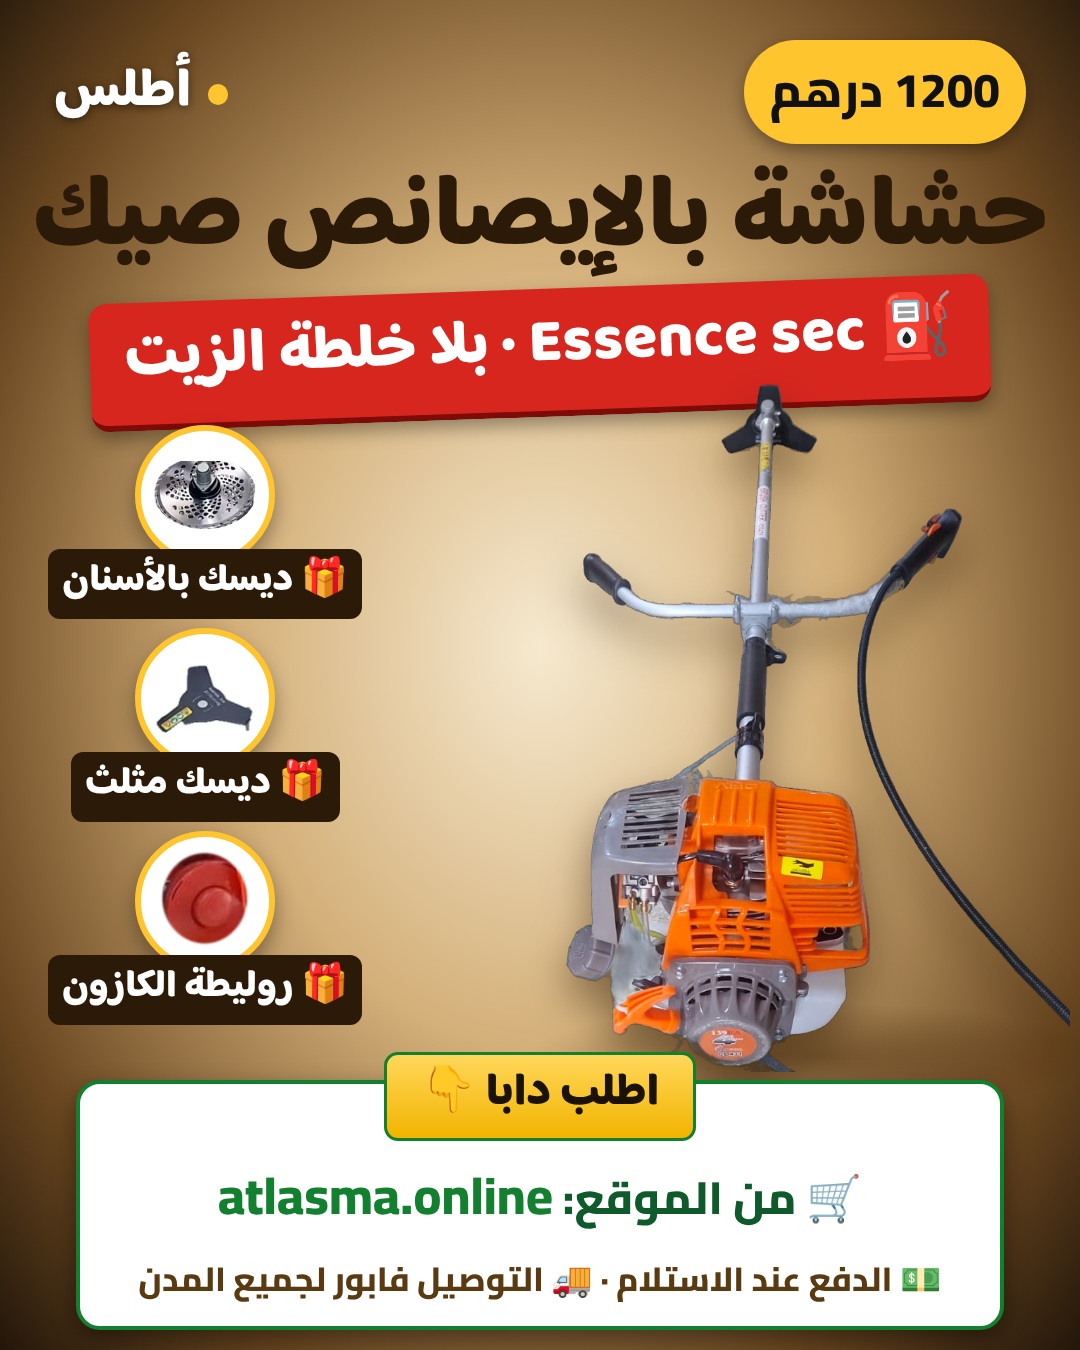 1200 درهم
أطلس
حشاشة بالإيصانص صيك
Essence sec · بلا خلطة الزيت
ديسك بالأسنان
ديسك مثلث
روليطة الكازون
اطلب دابا
من الموقع: atlasma.online
الدفع عند الاستلام · التوصيل فابور لجميع المدن